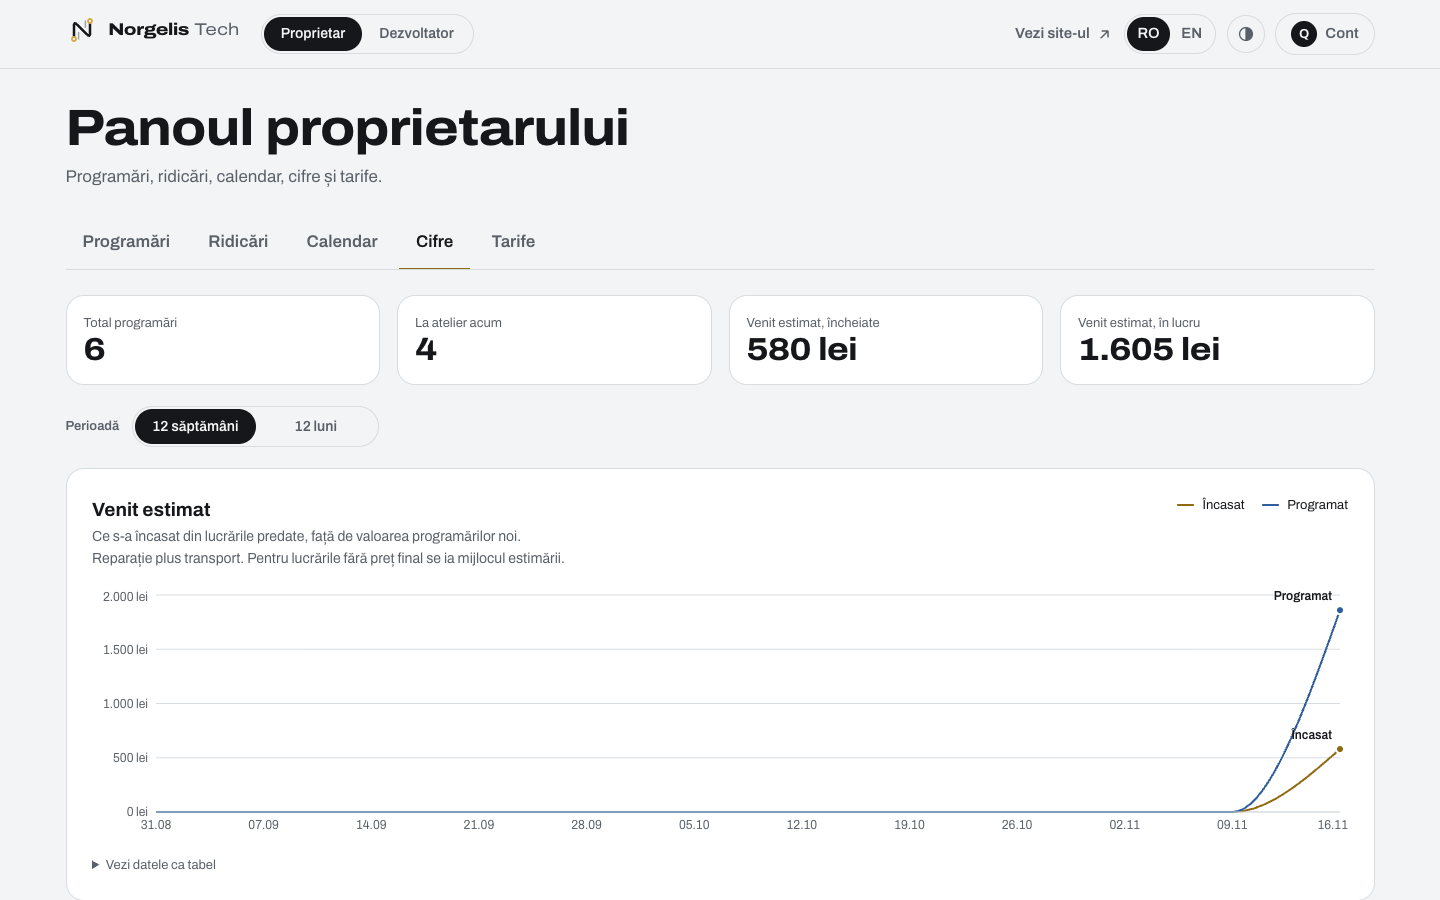 Norgelis Tech
Proprietar
Dezvoltator
Vezi site-ul
RO
EN
Q
Cont
Panoul proprietarului
Programări, ridicări, calendar, cifre și tarife.
Programări
Ridicări
Calendar
Cifre
Tarife
Total programări
6
La atelier acum
4
Venit estimat, încheiate
580 lei
Venit estimat, în lucru
1.605 lei
Perioadă
12 săptămâni
12 luni
Venit estimat
Încasat
Programat
Ce s-a încasat din lucrările predate, față de valoarea programărilor noi.
Reparație plus transport. Pentru lucrările fără preț final se ia mijlocul estimării.
2.000 lei
Programat
1.500 lei
1.000 lei
Încasat
500 lei
0 lei
31.08
07.09
14.09
21.09
28.09
05.10
12.10
19.10
26.10
02.11
09.11
16.11
Vezi datele ca tabel